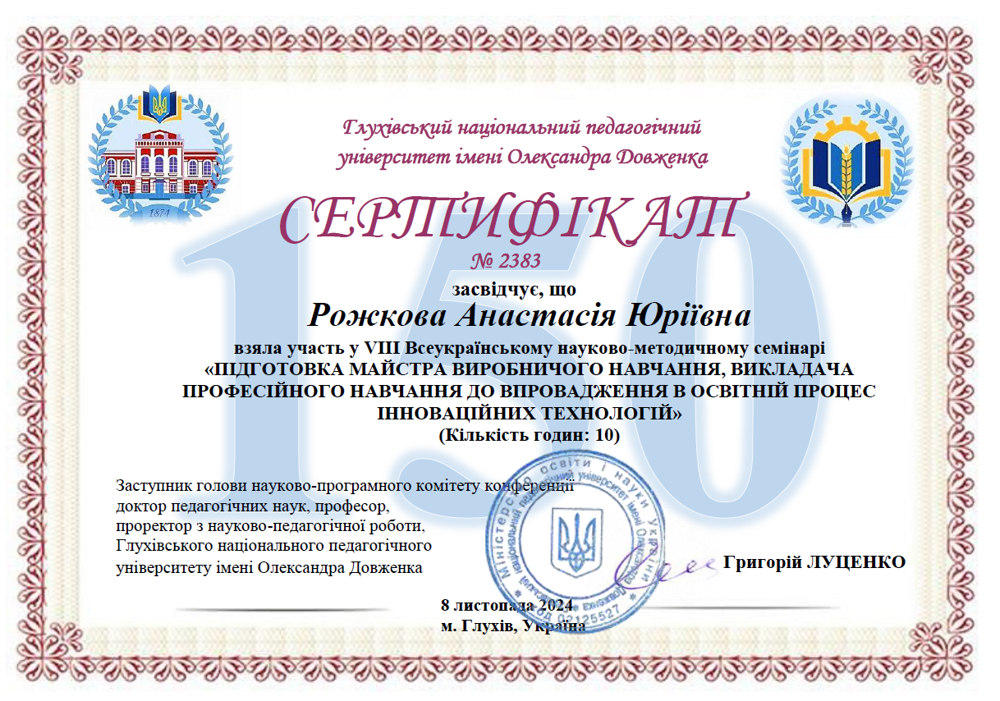 Глухівський національний педагогічний
університет імені Олександра Довженка
1874
150
СЕРТИФІКАТ
№ 2383
засвідчує, що
Рожкова Анастасія Юріївна
взяла участь у VIII Всеукраїнському науково-методичному семінарі
«ПІДГОТОВКА МАЙСТРА ВИРОБНИЧОГО НАВЧАННЯ, ВИКЛАДАЧА
ПРОФЕСІЙНОГО НАВЧАННЯ ДО ВПРОВАДЖЕННЯ В ОСВІТНІЙ ПРОЦЕС
ІННОВАЦІЙНИХ ТЕХНОЛОГІЙ»
(Кількість годин: 10)
Заступник голови науково-програмного комітету конференції
доктор педагогічних наук, професор,
проректор з науково-педагогічної роботи,
Глухівського національного педагогічного
університету імені Олександра Довженка
Міністерство освіти і науки України
національний педагогічний університет імені Олександра Довженка
код 02125527
Григорій ЛУЦЕНКО
8 листопада 2024
м. Глухів, Україна